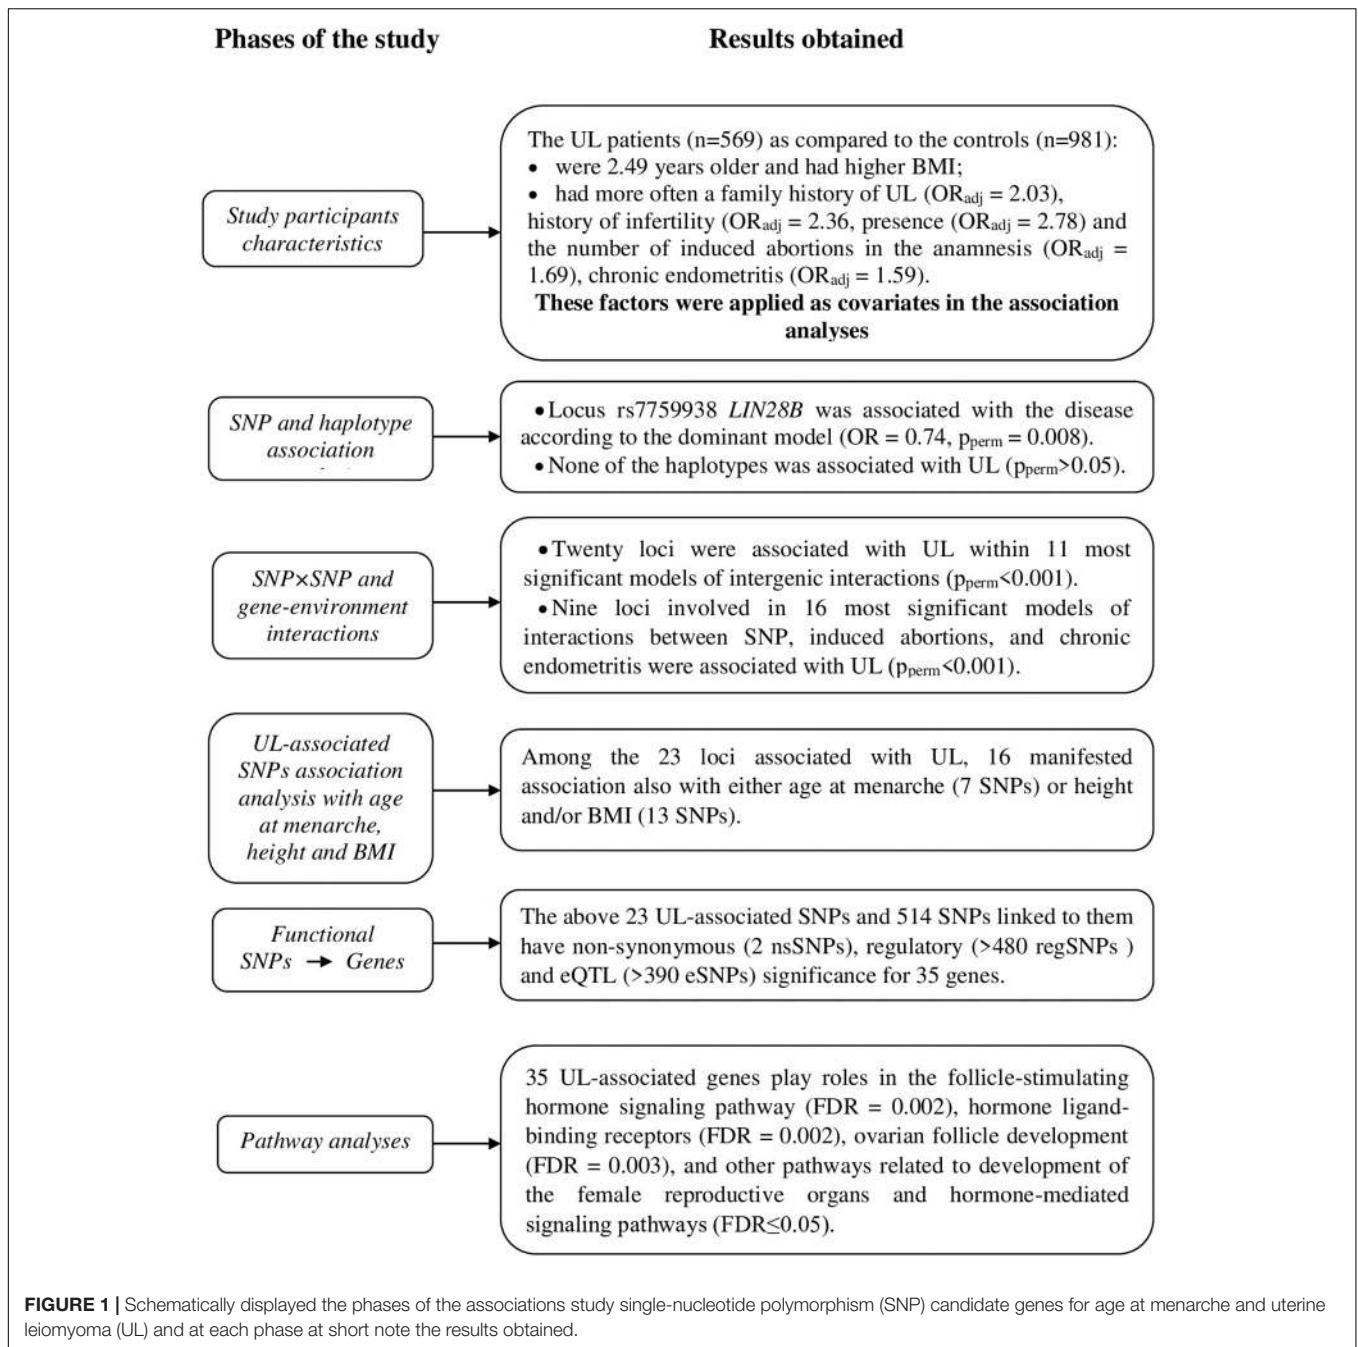 Phases of the study
Results obtained
Study participants
characteristics
The UL patients (n=569) as compared to the controls (n=981):
• were 2.49 years older and had higher BMI;
• had more often a family history of UL (ORadj = 2.03),
history of infertility (ORadj = 2.36, presence (ORadj = 2.78) and
the number of induced abortions in the anamnesis (ORadj =
1.69), chronic endometritis (ORadj = 1.59).
These factors were applied as covariates in the association
analyses
SNP and haplotype
association
•Locus rs7759938 LIN28B was associated with the disease
according to the dominant model (OR = 0.74, pperm = 0.008).
•None of the haplotypes was associated with UL (pperm>0.05).
SNP×SNP and
gene-environment
interactions
•Twenty loci were associated with UL within 11 most
significant models of intergenic interactions (pperm<0.001).
•Nine loci involved in 16 most significant models of
interactions between SNP, induced abortions, and chronic
endometritis were associated with UL (pperm<0.001).
UL-associated
SNPs association
analysis with age
at menarche,
height and BMI
Among the 23 loci associated with UL, 16 manifested
association also with either age at menarche (7 SNPs) or height
and/or BMI (13 SNPs).
Functional
SNPs → Genes
The above 23 UL-associated SNPs and 514 SNPs linked to them
have non-synonymous (2 nsSNPs), regulatory (>480 regSNPs )
and eQTL (>390 eSNPs) significance for 35 genes.
Pathway analyses
35 UL-associated genes play roles in the follicle-stimulating
hormone signaling pathway (FDR = 0.002), hormone ligand-
binding receptors (FDR = 0.002), ovarian follicle development
(FDR = 0.003), and other pathways related to development of
the female reproductive organs and hormone-mediated
signaling pathways (FDR≤0.05).
FIGURE 1 | Schematically displayed the phases of the associations study single-nucleotide polymorphism (SNP) candidate genes for age at menarche and uterine
leiomyoma (UL) and at each phase at short note the results obtained.